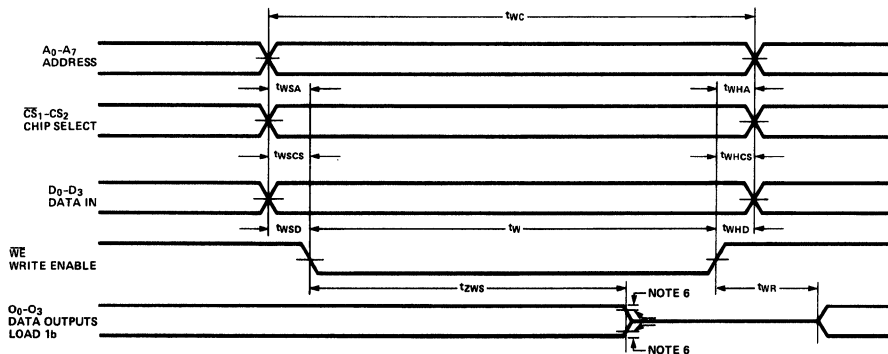 tWC
A0-A7
ADDRESS
tWSA
tWHA
CS1-CS2
CHIP SELECT
tWSCS
tWHCS
D0-D3
DATA IN
tWSD
tW
tWHD
WE
WRITE ENABLE
tZWS
NOTE 6
tWR
O0-O3
DATA OUTPUTS
LOAD 1b
NOTE 6